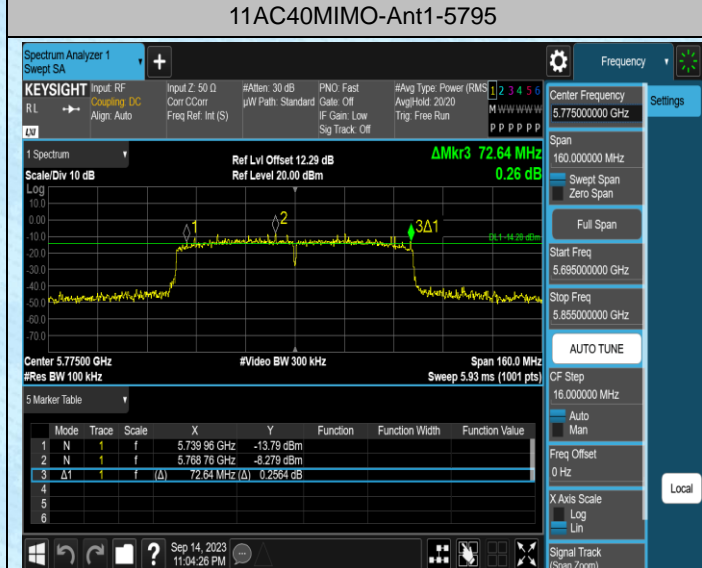 11AC40MIMO-Ant1-5795
Spectrum Analyzer 1
Swept SA
Frequency
KEYSIGHT
RL
LXI
Input: RF
Coupling: DC
Align: Auto
Input Z: 50 Ω
Corr CCorr
Freq Ref: Int (S)
#Atten: 30 dB
µW Path: Standard
PNO: Fast
Gate: Off
IF Gain: Low
Sig Track: Off
#Avg Type: Power (RMS
Avg|Hold: 20/20
Trig: Free Run
1 2 3 4 5 6
M W W W W W
P P P P P P
Center Frequency
5.775000000 GHz
Settings
Span
160.000000 MHz
Swept Span
Zero Span
Full Span
Start Freq
5.695000000 GHz
Stop Freq
5.855000000 GHz
AUTO TUNE
CF Step
16.000000 MHz
Auto
Man
Freq Offset
0 Hz
X Axis Scale
Log
Lin
Local
Signal Track
(Span Zoom)
1 Spectrum
Scale/Div 10 dB
Ref Lvl Offset 12.29 dB
Ref Level 20.00 dBm
ΔMkr3 72.64 MHz
0.26 dB
Log
10.0
0.00
-10.0
-20.0
-30.0
-40.0
-50.0
-60.0
-70.0
1
2
3Δ1
DL1 -14.28 dBm
Center 5.77500 GHz
#Res BW 100 kHz
#Video BW 300 kHz
Span 160.0 MHz
Sweep 5.93 ms (1001 pts)
5 Marker Table
Mode Trace Scale X Y Function Function Width Function Value
1 N 1 f 5.739 96 GHz -13.79 dBm
2 N 1 f 5.768 76 GHz -8.279 dBm
3 Δ1 1 f (Δ) 72.64 MHz (Δ) 0.2564 dB
4
5
6
?
Sep 14, 2023
11:04:26 PM